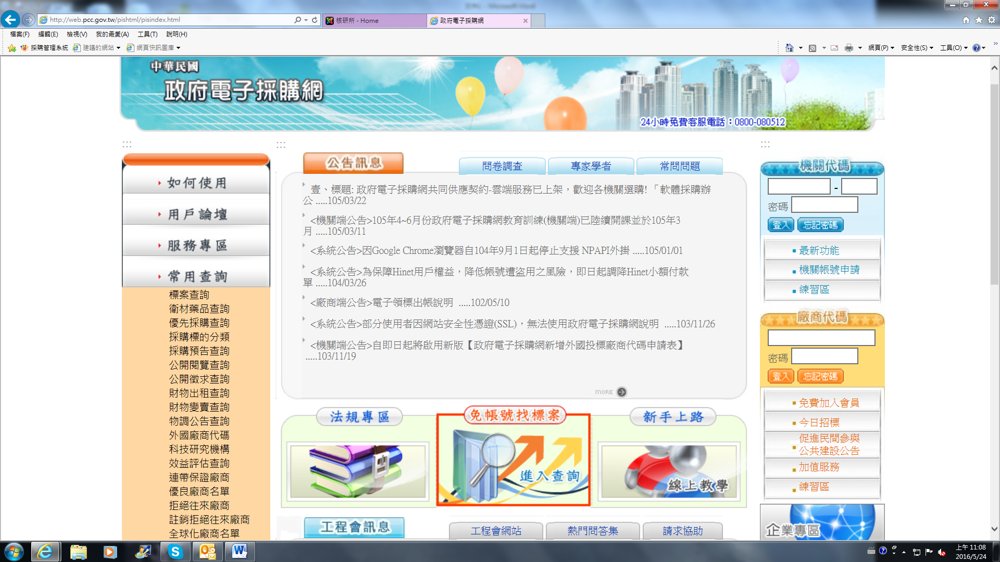 http://web.pcc.gov.tw/pishtml/pisindex.html
核研所 - Home
政府電子採購網
檔案(F) 編輯(E) 檢視(V) 我的最愛(A) 工具(T) 說明(H)
採購管理系統 建議的網站 網頁快訊圖庫
網頁(P) 安全性(S) 工具(O)
中華民國
政府電子採購網
24小時免費客服電話：0800-080512
如何使用
用戶論壇
服務專區
常用查詢
標案查詢
衛材藥品查詢
優先採購查詢
採購標的分類
採購預告查詢
公開閱覽查詢
公開徵求查詢
財物出租查詢
財物變賣查詢
物調公告查詢
外國廠商代碼
科技研究機構
效益評估查詢
連帶保證廠商
優良廠商名單
拒絕往來廠商
註銷拒絕往來廠商
全球化廠商名單
公告訊息
問卷調查 專家學者 常問問題
壹、標題: 政府電子採購網共同供應契約-雲端服務已上架，歡迎各機關選購! 「軟體採購辦
公 .....105/03/22
<機關端公告>105年4~6月份政府電子採購網教育訓練(機關端)已陸續開課並於105年3
月 .....105/03/11
<系統公告>因Google Chrome瀏覽器自104年9月1日起停止支援 NPAPI外掛 .....105/01/01
<系統公告>為保障Hinet用戶權益，降低帳號遭盜用之風險，即日起調降Hinet小額付款
單 .....104/03/26
<廠商端公告>電子領標出帳說明 .....102/05/10
<系統公告>部分使用者因網站安全性憑證(SSL)，無法使用政府電子採購網說明 .....103/11/26
<機關端公告>自即日起將啟用新版【政府電子採購網新增外國投標廠商代碼申請表】
.....103/11/19
MORE
法規專區
免帳號找標案
進入查詢
新手上路
線上教學
工程會訊息
工程會網站 熱門問答集 請求協助
機關代碼
-
密碼
登入 忘記密碼
最新功能
機關帳號申請
練習區
廠商代碼
密碼
登入 忘記密碼
免費加入會員
今日招標
促進民間參與
公共建設公告
加值服務
練習區
企業專區
上午 11:08
2016/5/24